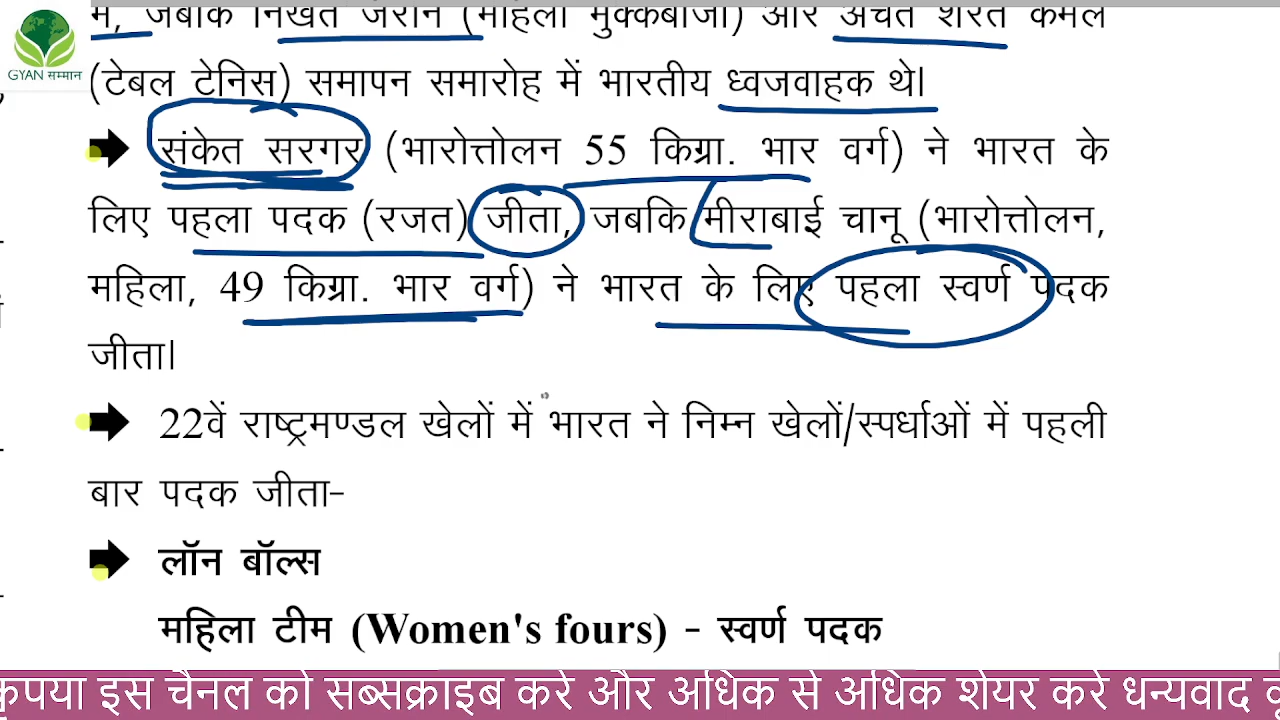 में, जबकि निखत जरीन (महिला मुक्केबाजी) और अचंत शरत कमल
GYAN सम्मान
(टेबल टेनिस) समापन समारोह में भारतीय ध्वजवाहक थे।
संकेत सरगर (भारोत्तोलन 55 किग्रा. भार वर्ग) ने भारत के
लिए पहला पदक (रजत) जीता, जबकि मीराबाई चानू (भारोत्तोलन,
महिला, 49 किग्रा. भार वर्ग) ने भारत के लिए पहला स्वर्ण पदक
जीता।
22वें राष्ट्रमण्डल खेलों में भारत ने निम्न खेलों/स्पर्धाओं में पहली
बार पदक जीता-
लॉन बॉल्स
महिला टीम (Women's fours) - स्वर्ण पदक
कृपया इस चैनल को सब्सक्राइब करे और अधिक से अधिक शेयर करे धन्यवाद